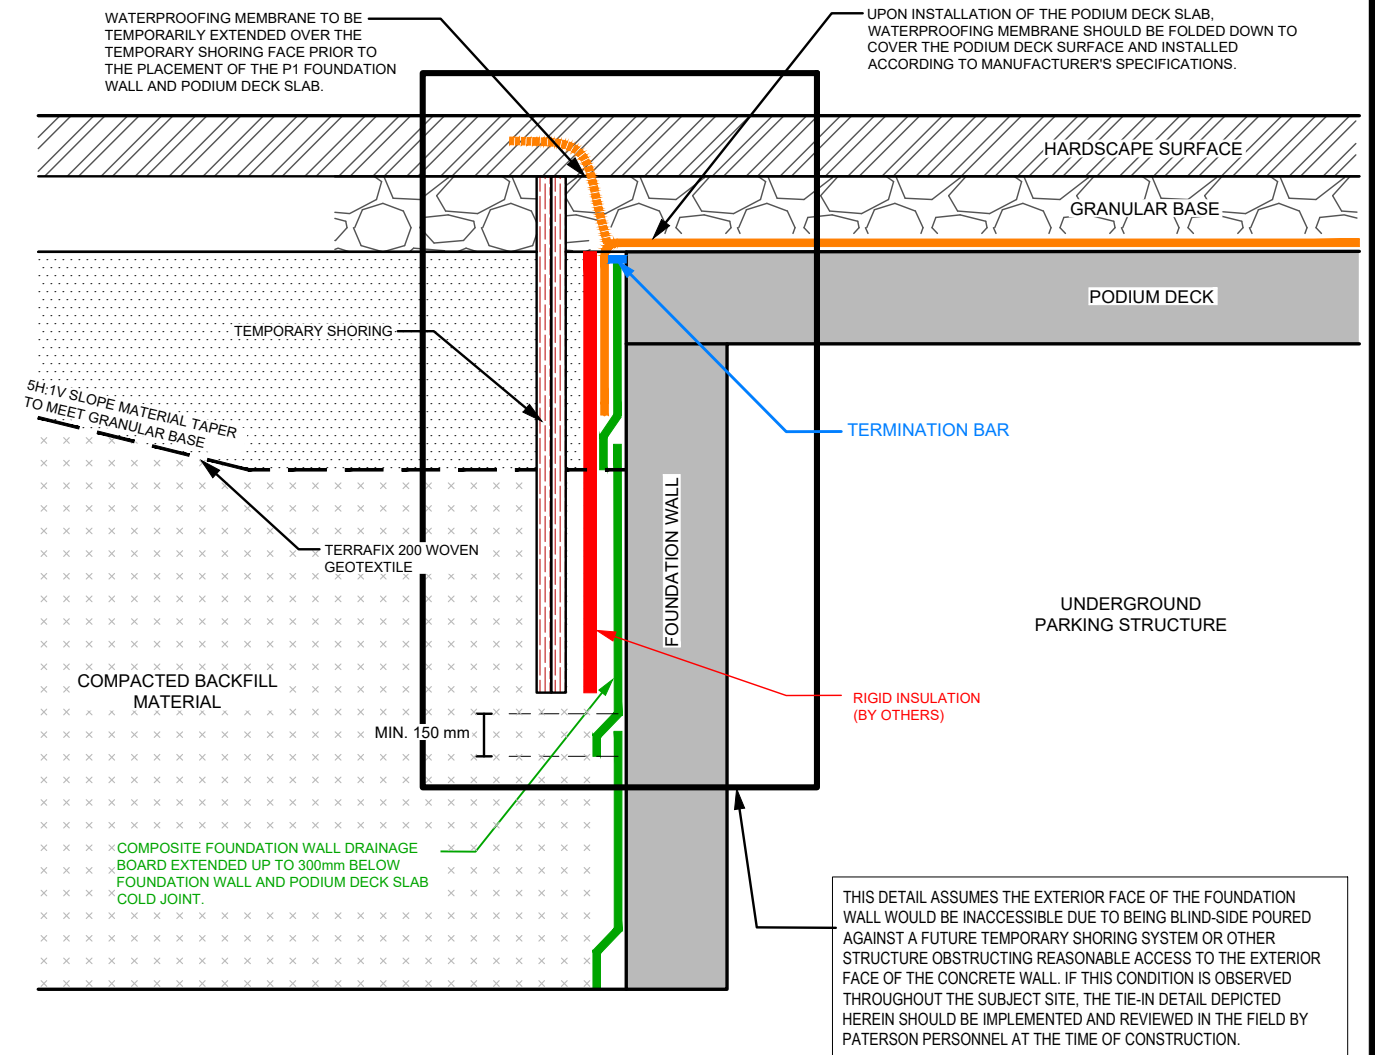 WATERPROOFING MEMBRANE TO BE
TEMPORARILY EXTENDED OVER THE
TEMPORARY SHORING FACE PRIOR TO
THE PLACEMENT OF THE P1 FOUNDATION
WALL AND PODIUM DECK SLAB.
UPON INSTALLATION OF THE PODIUM DECK SLAB,
WATERPROOFING MEMBRANE SHOULD BE FOLDED DOWN TO
COVER THE PODIUM DECK SURFACE AND INSTALLED
ACCORDING TO MANUFACTURER'S SPECIFICATIONS.
HARDSCAPE SURFACE
GRANULAR BASE
PODIUM DECK
TEMPORARY SHORING
5H:1V SLOPE MATERIAL TAPER
TO MEET GRANULAR BASE
TERMINATION BAR
FOUNDATION WALL
TERRAFIX 200 WOVEN
GEOTEXTILE
UNDERGROUND
PARKING STRUCTURE
COMPACTED BACKFILL
MATERIAL
RIGID INSULATION
(BY OTHERS)
MIN. 150 mm
COMPOSITE FOUNDATION WALL DRAINAGE
BOARD EXTENDED UP TO 300mm BELOW
FOUNDATION WALL AND PODIUM DECK SLAB
COLD JOINT.
THIS DETAIL ASSUMES THE EXTERIOR FACE OF THE FOUNDATION
WALL WOULD BE INACCESSIBLE DUE TO BEING BLIND-SIDE POURED
AGAINST A FUTURE TEMPORARY SHORING SYSTEM OR OTHER
STRUCTURE OBSTRUCTING REASONABLE ACCESS TO THE EXTERIOR
FACE OF THE CONCRETE WALL. IF THIS CONDITION IS OBSERVED
THROUGHOUT THE SUBJECT SITE, THE TIE-IN DETAIL DEPICTED
HEREIN SHOULD BE IMPLEMENTED AND REVIEWED IN THE FIELD BY
PATERSON PERSONNEL AT THE TIME OF CONSTRUCTION.